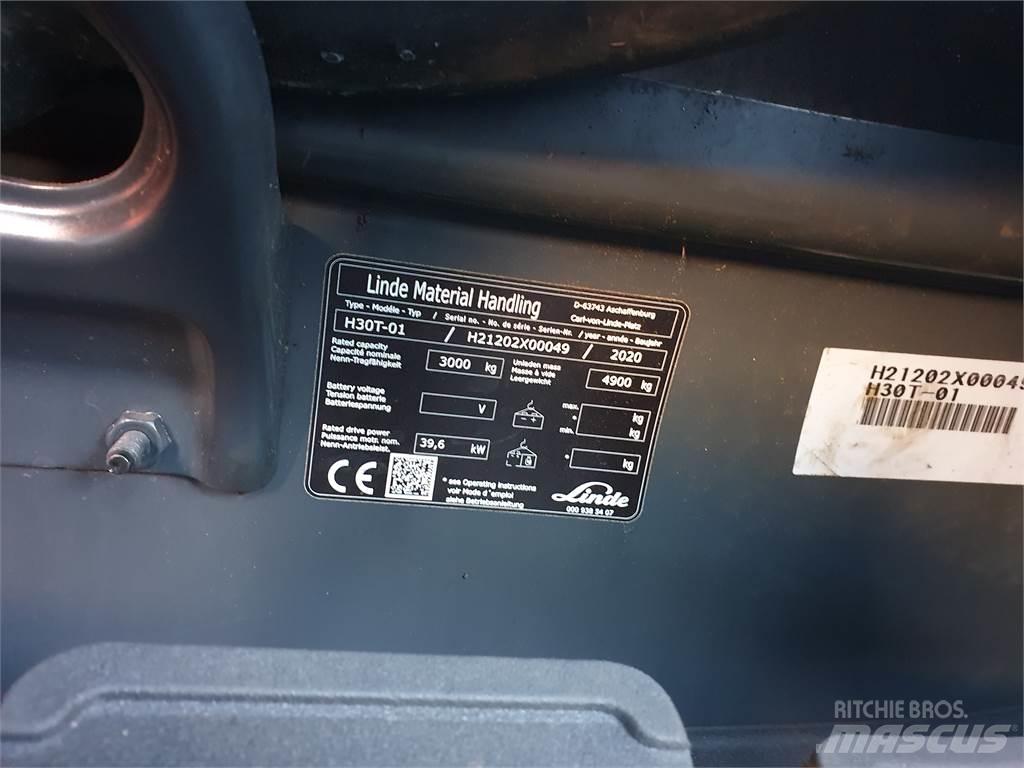 Linde Material Handling
D-63743 Aschaffenburg
Carl-von-Linde-Platz
Type - Modèle - Typ / Serial no. - No. de série - Serien-Nr. / year - année - Baujahr
H30T-01 / H21202X00049 / 2020
Rated capacity
Capacité nominale
Nenn-Tragfähigkeit
3000 kg
Unladen mass
Masse à vide
Leergewicht
4900 kg
Battery voltage
Tension batterie
Batteriespannung
V
max. kg
min. kg
Rated drive power
Puissance motr. nom.
Nenn-Antriebsleist.
39,6 kW
* kg
CE
* see Operating instructions
voir Mode d'emploi
siehe Betriebsanleitung
Linde
000 938 34 07
H21202X00049
H30T-01
RITCHIE BROS.
MASCUS